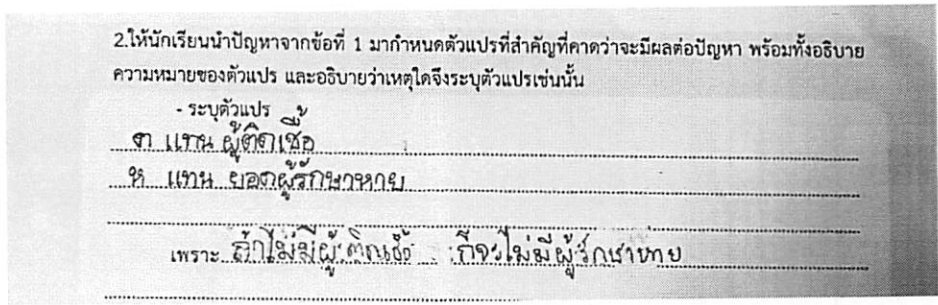 2.ให้นักเรียนนำปัญหาจากข้อที่ 1 มากำหนดตัวแปรที่สำคัญที่คาดว่าจะมีผลต่อปัญหา พร้อมทั้งอธิบาย
ความหมายของตัวแปร และอธิบายว่าเหตุใดจึงระบุตัวแปรเช่นนั้น
- ระบุตัวแปร
ต แทน ผู้ติดเชื้อ
ห แทน ยอดผู้รักษาหาย
เพราะ ถ้าไม่มีผู้ติดเชื้อ ก็จะไม่มีผู้รักษาหาย